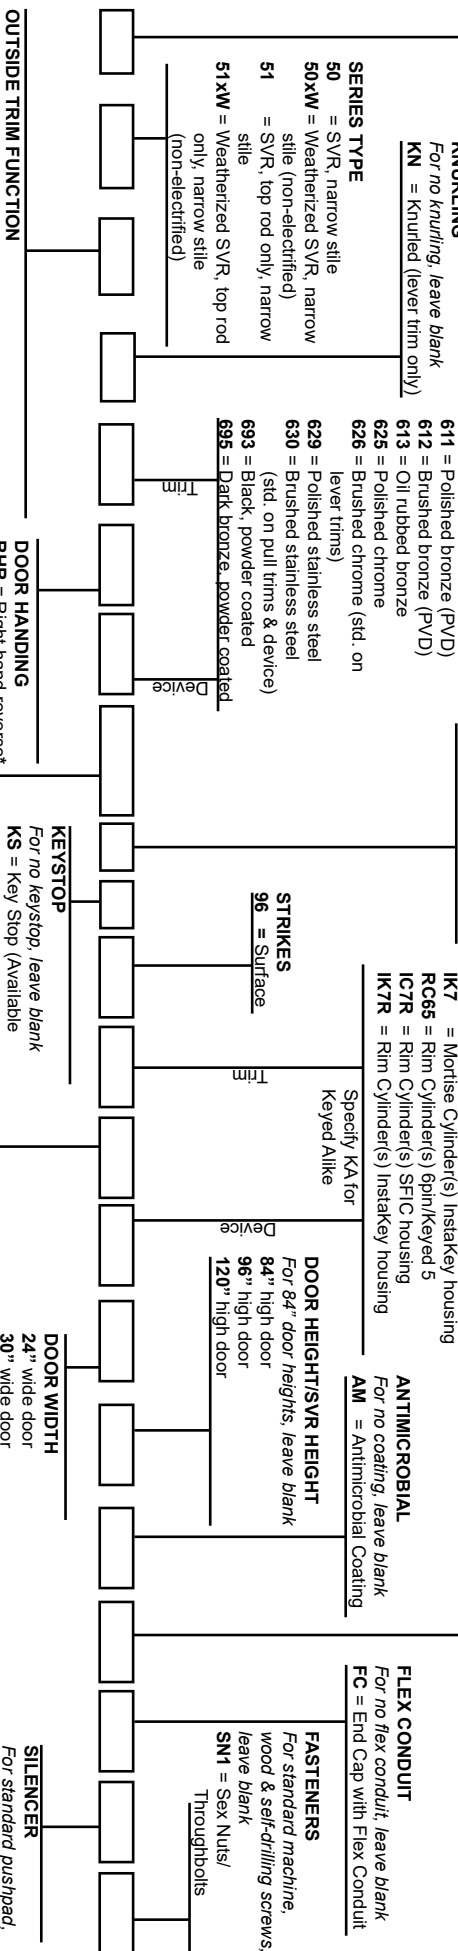 KNURLING
For no knurling, leave blank
KN = Knurled (lever trim only)
SERIES TYPE
50 = SVR, narrow stile
50xW = Weatherized SVR, narrow
stile (non-electrified)
51 = SVR, top rod only, narrow
stile
51xW = Weatherized SVR, top rod
only, narrow stile
(non-electrified)
OUTSIDE TRIM FUNCTION
611 = Polished bronze (PVD)
612 = Brushed bronze (PVD)
613 = Oil rubbed bronze
625 = Polished chrome
626 = Brushed chrome (std. on
lever trims)
629 = Polished stainless steel
630 = Brushed stainless steel
(std. on pull trims & device)
693 = Black, powder coated
695 = Dark bronze, powder coated
Trim
Device
DOOR HANDING
RHR = Right hand reverse*
KEYSTOP
For no keystop, leave blank
KS = Key Stop (Available
STRIKES
96 = Surface
IK7 = Mortise Cylinder(s) InstaKey housing
RC65 = Rim Cylinder(s) 6pin/Keyed 5
IC7R = Rim Cylinder(s) SFIC housing
IK7R = Rim Cylinder(s) InstaKey housing
Specify KA for
Keyed Alike
Trim
Device
DOOR HEIGHT/SVR HEIGHT
For 84” door heights, leave blank
84” high door
96” high door
120” high door
DOOR WIDTH
24” wide door
30” wide door
ANTIMICROBIAL
For no coating, leave blank
AM = Antimicrobial Coating
FLEX CONDUIT
For no flex conduit, leave blank
FC = End Cap with Flex Conduit
FASTENERS
For standard machine,
wood & self-drilling screws,
leave blank
SN1 = Sex Nuts/
Throughbolts
SILENCER
For standard pushpad,